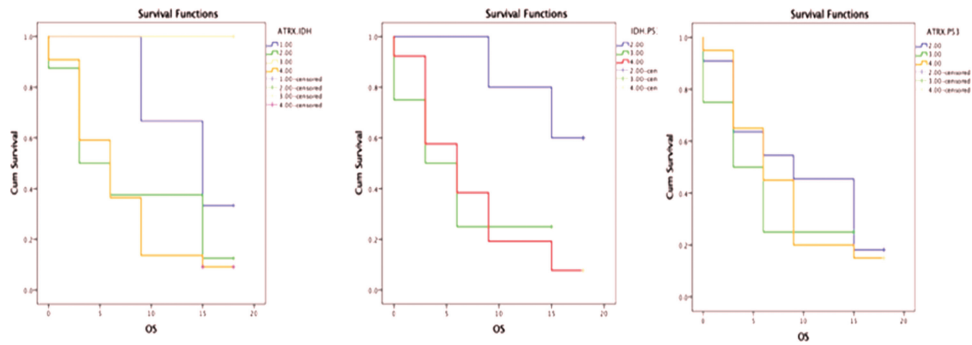 Survival Functions
ATRX.IDH
1.00
2.00
3.00
4.00
1.00-censored
2.00-censored
3.00-censored
4.00-censored
Cum Survival
1.0
0.8
0.6
0.4
0.2
0.0
0 5 10 15 20
OS
Survival Functions
IDH.PS
2.00
3.00
4.00
2.00-cen
3.00-cen
4.00-cen
Cum Survival
1.0
0.8
0.6
0.4
0.2
0.0
0 5 10 15 20
OS
Survival Functions
ATRX.P53
2.00
3.00
4.00
2.00-censored
3.00-censored
4.00-censored
Cum Survival
1.0
0.8
0.6
0.4
0.2
0.0
0 5 10 15 20
OS